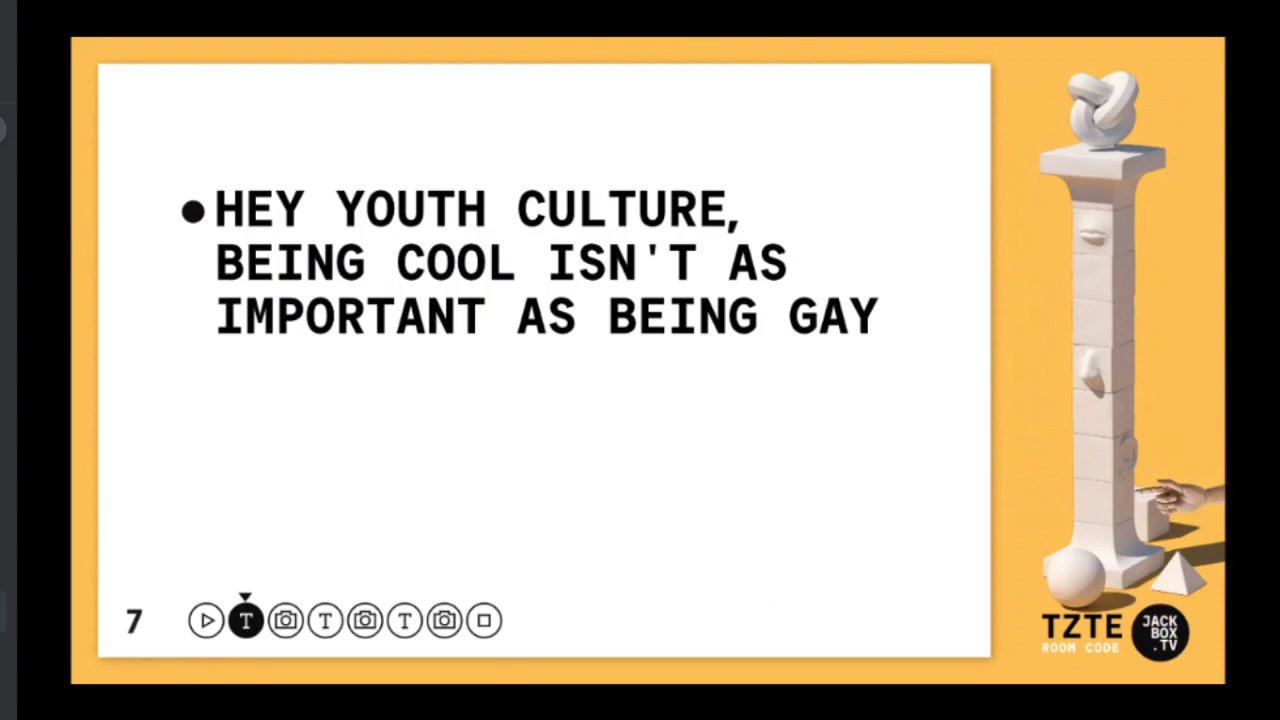 HEY YOUTH CULTURE,
BEING COOL ISN'T AS
IMPORTANT AS BEING GAY
7
T
T
T
TZTE
ROOM CODE
JACK
BOX
.TV